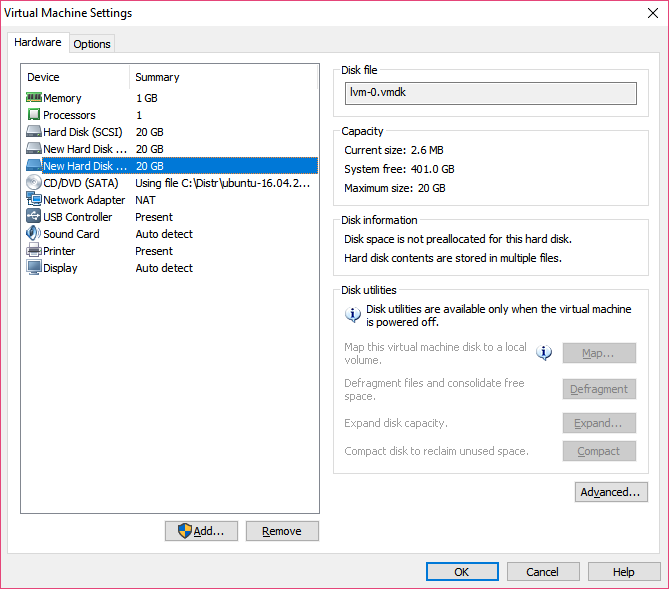 Virtual Machine Settings
Hardware Options
Device Summary
Memory 1 GB
Processors 1
Hard Disk (SCSI) 20 GB
New Hard Disk ... 20 GB
New Hard Disk ... 20 GB
CD/DVD (SATA) Using file C:\Distr\ubuntu-16.04.2...
Network Adapter NAT
USB Controller Present
Sound Card Auto detect
Printer Present
Display Auto detect
Add... Remove
Disk file
lvm-0.vmdk
Capacity
Current size: 2.6 MB
System free: 401.0 GB
Maximum size: 20 GB
Disk information
Disk space is not preallocated for this hard disk.
Hard disk contents are stored in multiple files.
Disk utilities
Disk utilities are available only when the virtual machine
is powered off.
Map this virtual machine disk to a local
volume.
Map...
Defragment files and consolidate free
space.
Defragment
Expand disk capacity.
Expand...
Compact disk to reclaim unused space.
Compact
Advanced...
OK Cancel Help